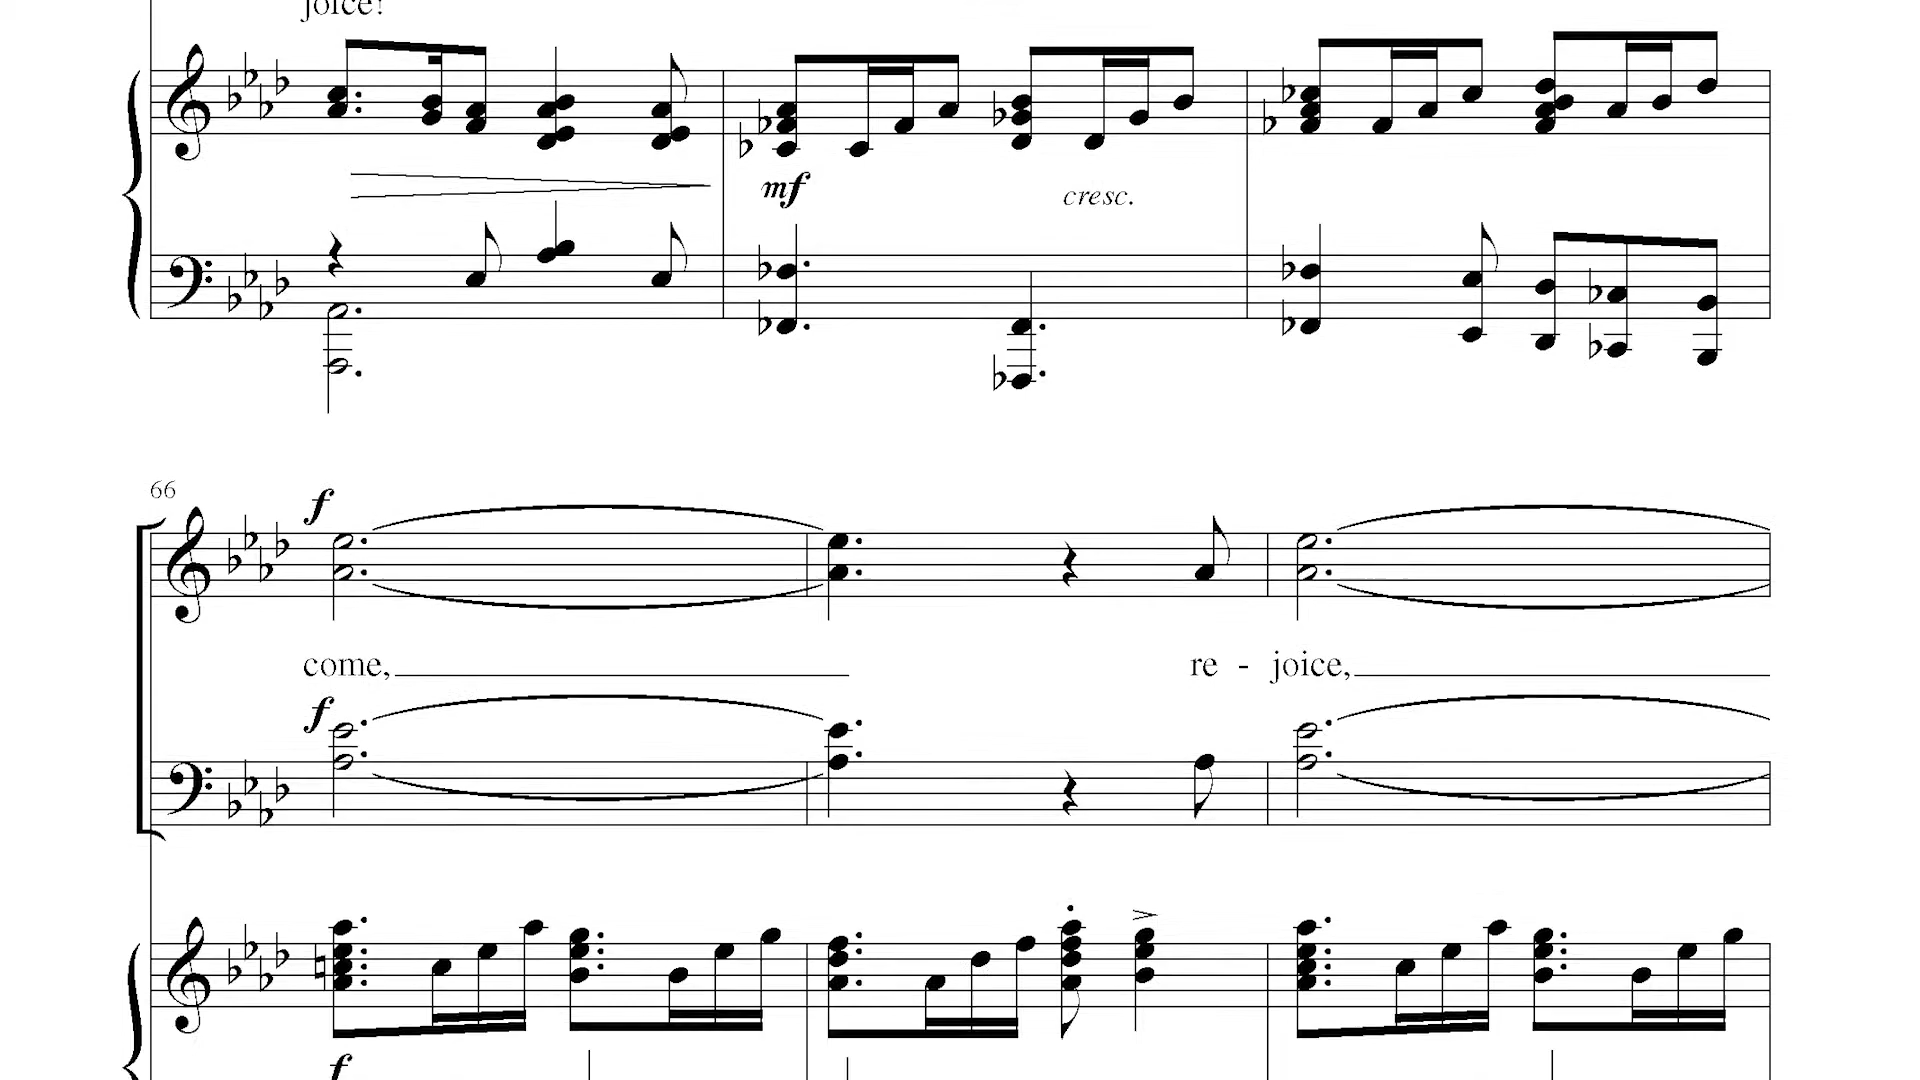 joice!
mf
cresc.
66
f
come, re - joice,
f
f